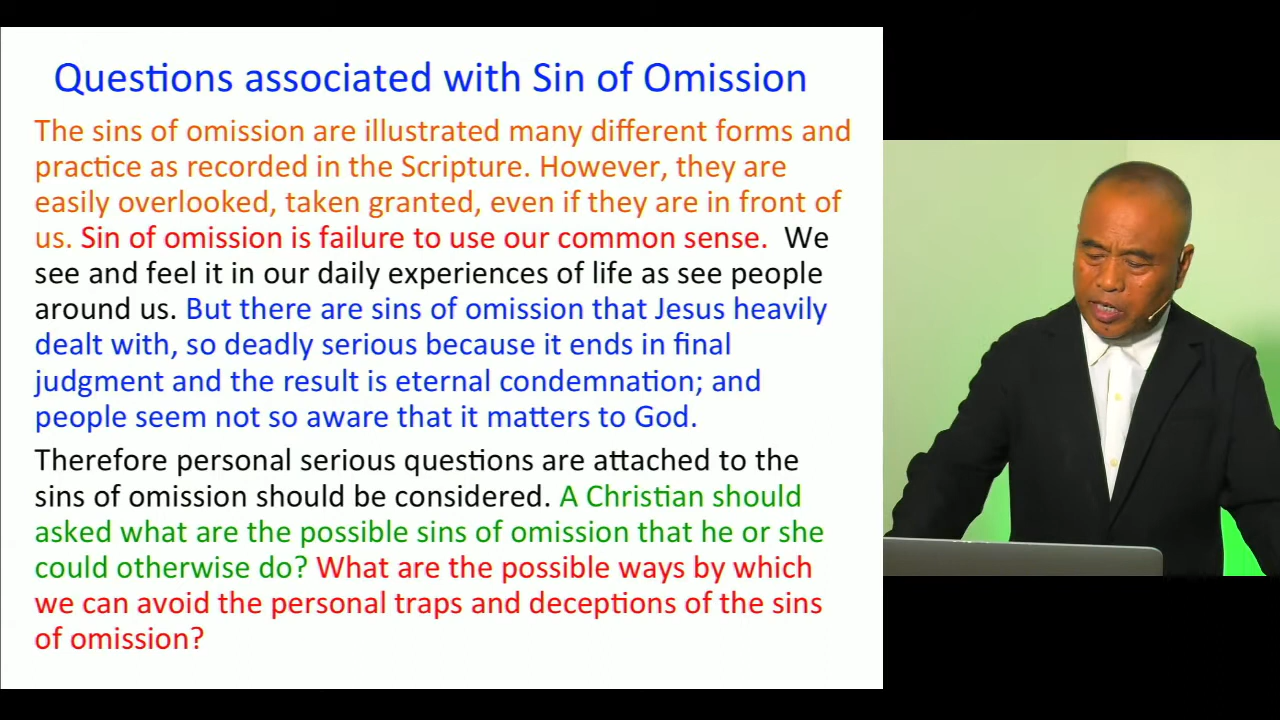 Questions associated with Sin of Omission
The sins of omission are illustrated many different forms and
practice as recorded in the Scripture. However, they are
easily overlooked, taken granted, even if they are in front of
us. Sin of omission is failure to use our common sense.  We
see and feel it in our daily experiences of life as see people
around us. But there are sins of omission that Jesus heavily
dealt with, so deadly serious because it ends in final
judgment and the result is eternal condemnation; and
people seem not so aware that it matters to God.
Therefore personal serious questions are attached to the
sins of omission should be considered. A Christian should
asked what are the possible sins of omission that he or she
could otherwise do? What are the possible ways by which
we can avoid the personal traps and deceptions of the sins
of omission?